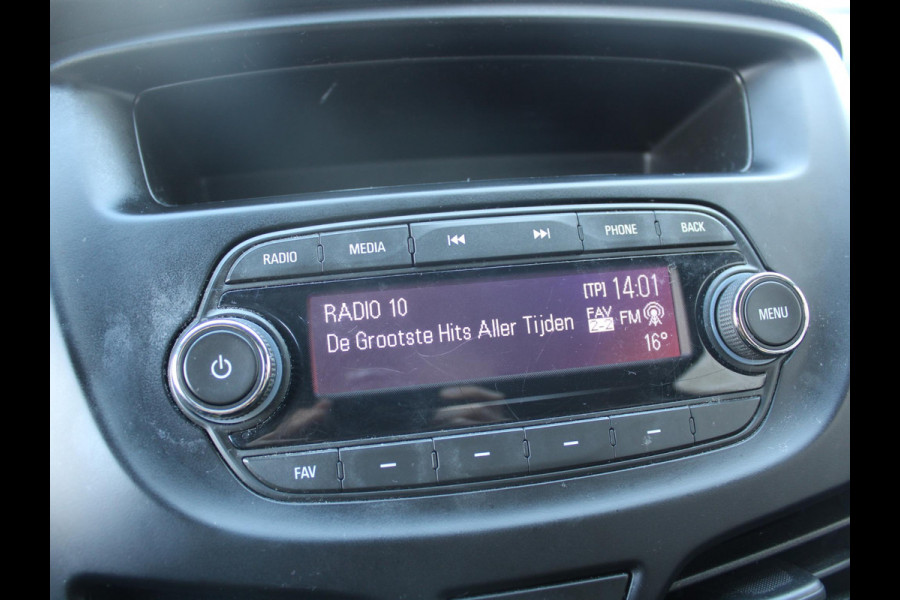 RADIO MEDIA PHONE BACK
RADIO 10 [TP] 14:01
De Grootste Hits Aller Tijden FAV FM
2-2
16°
MENU
FAV